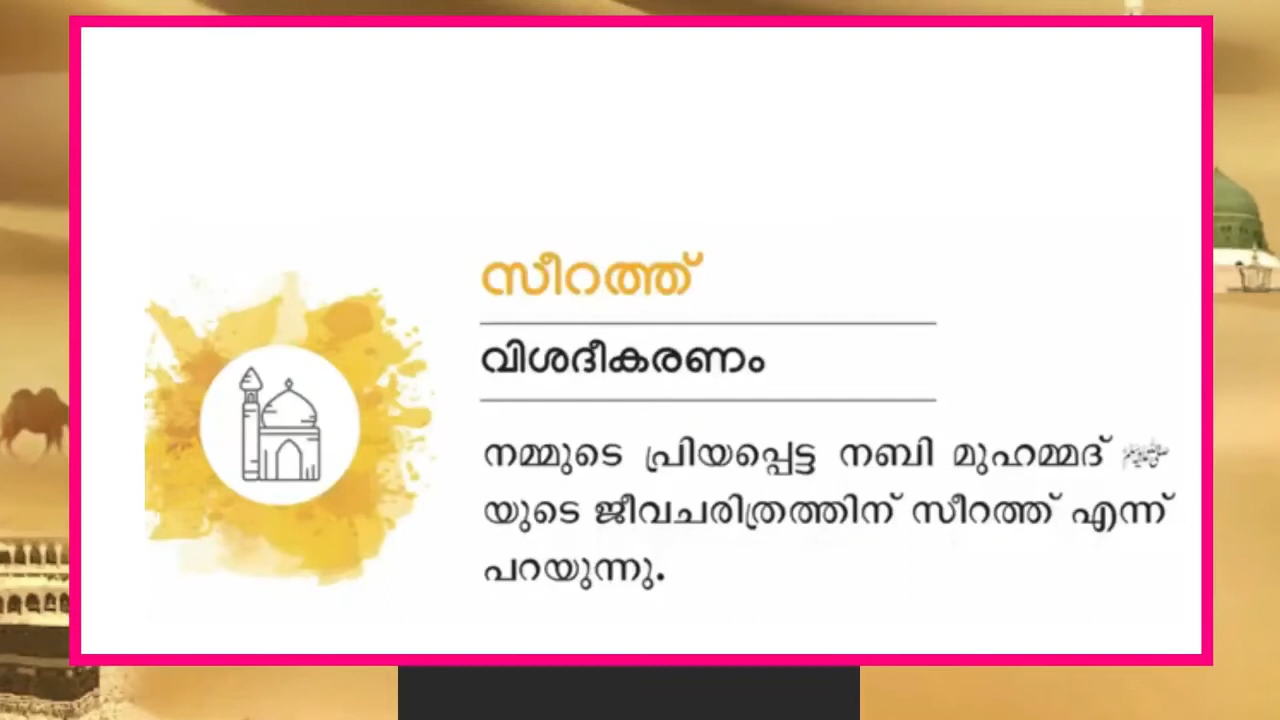 സീറത്ത്
വിശദീകരണം
നമ്മുടെ പ്രിയപ്പെട്ട നബി മുഹമ്മദ് ﷺ
യുടെ ജീവചരിത്രത്തിന് സീറത്ത് എന്ന്
പറയുന്നു.